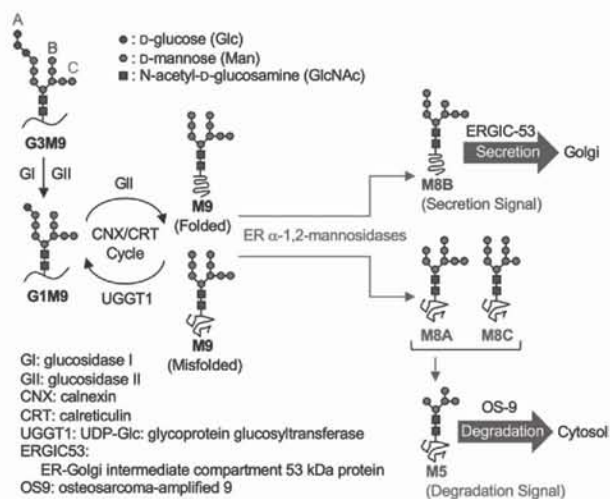 A
B
C
: D-glucose (Glc)
: D-mannose (Man)
: N-acetyl-D-glucosamine (GlcNAc)
G3M9
GI
GII
GII
CNX/CRT
Cycle
UGGT1
G1M9
M9
(Folded)
M9
(Misfolded)
ER α-1,2-mannosidases
M8B
(Secretion Signal)
ERGIC-53
Secretion
Golgi
M8A
M8C
M5
(Degradation Signal)
OS-9
Degradation
Cytosol
GI: glucosidase I
GII: glucosidase II
CNX: calnexin
CRT: calreticulin
UGGT1: UDP-Glc: glycoprotein glucosyltransferase
ERGIC53:
ER-Golgi intermediate compartment 53 kDa protein
OS9: osteosarcoma-amplified 9